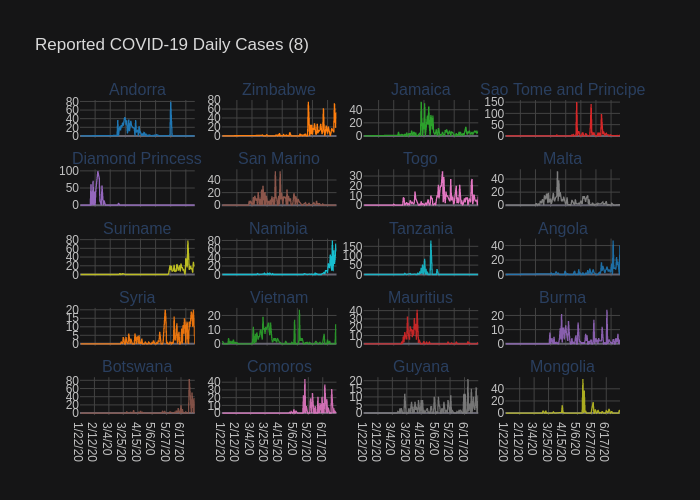 Reported COVID-19 Daily Cases (8)
Andorra Zimbabwe Jamaica Sao Tome and Principe
80 60 40 20 0
80 60 40 20 0
40 20 0
150 100 50 0
Diamond Princess San Marino Togo Malta
100 50 0
40 20 0
30 20 10 0
40 20 0
Suriname Namibia Tanzania Angola
80 60 40 20 0
80 60 40 20 0
150 100 50 0
40 20 0
Syria Vietnam Mauritius Burma
20 15 10 5 0
20 10 0
40 30 20 10 0
20 10 0
Botswana Comoros Guyana Mongolia
80 60 40 20 0
40 30 20 10 0
20 15 10 5 0
40 20 0
1/22/20 2/12/20 3/4/20 3/25/20 4/15/20 5/6/20 5/27/20 6/17/20
1/22/20 2/12/20 3/4/20 3/25/20 4/15/20 5/6/20 5/27/20 6/17/20
1/22/20 2/12/20 3/4/20 3/25/20 4/15/20 5/6/20 5/27/20 6/17/20
1/22/20 2/12/20 3/4/20 3/25/20 4/15/20 5/6/20 5/27/20 6/17/20